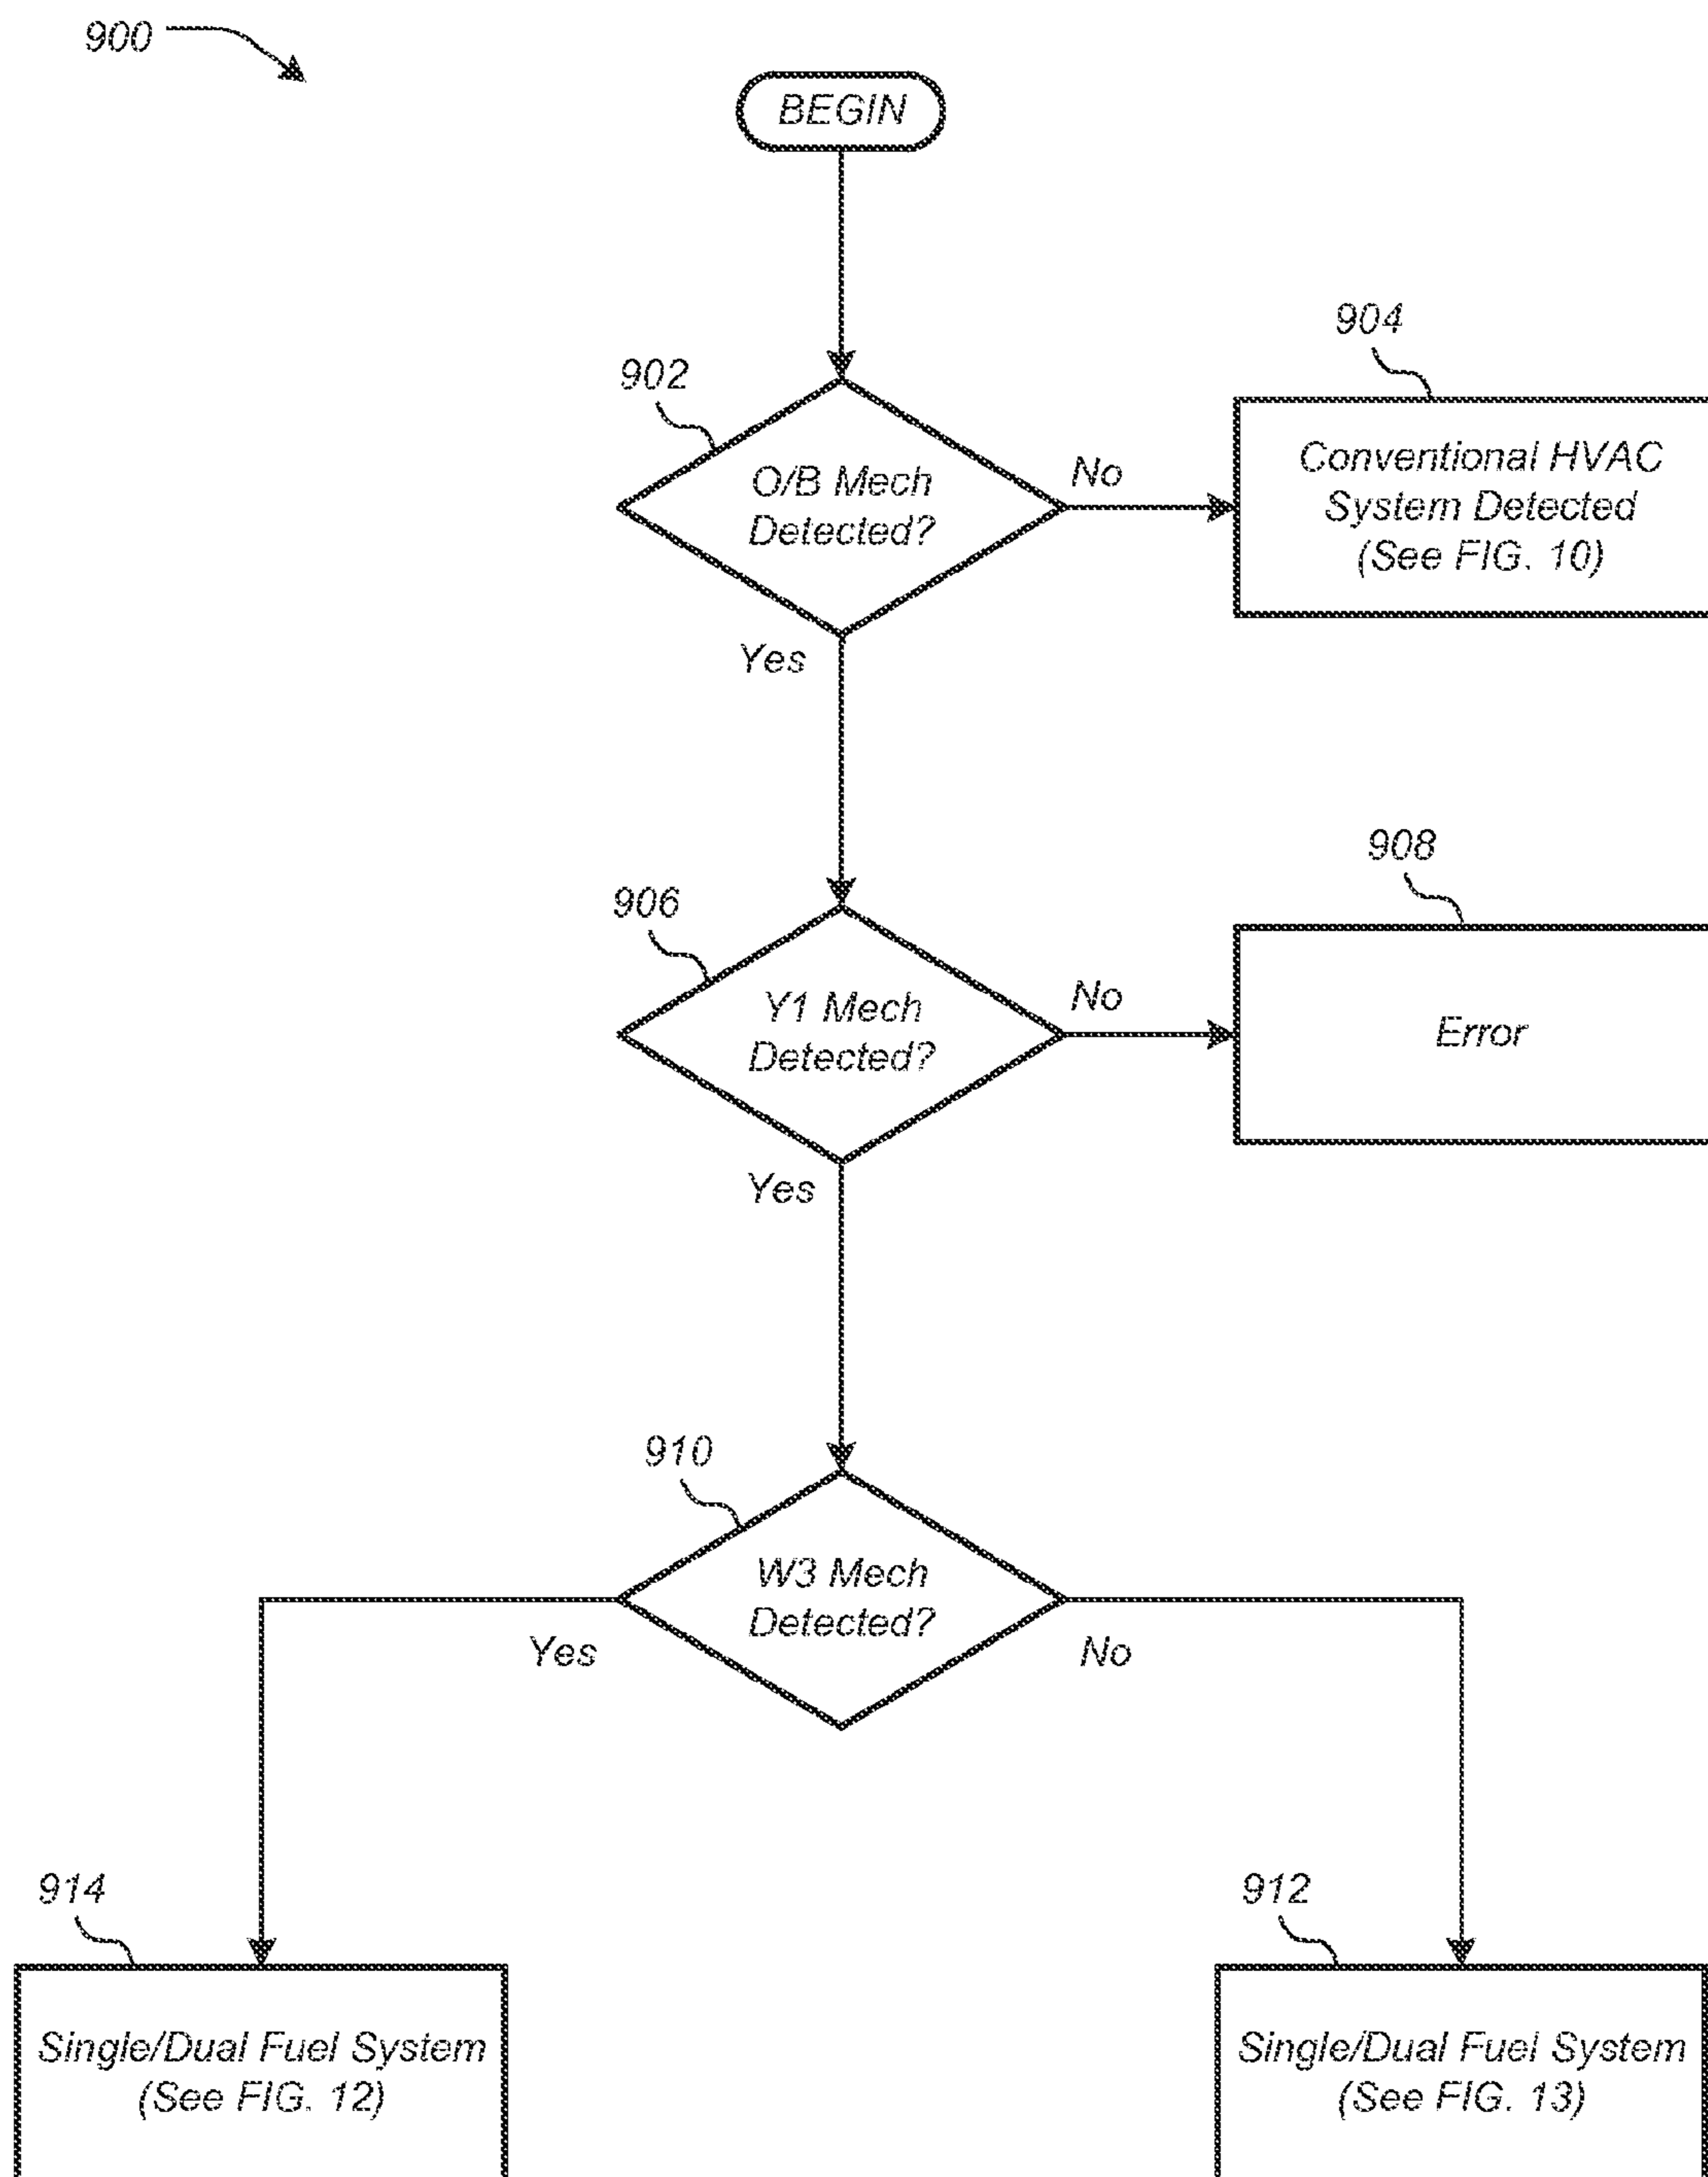 900
BEGIN
902
O/B Mech
Detected?
No
Yes
904
Conventional HVAC
System Detected
(See FIG. 10)
906
Y1 Mech
Detected?
No
Yes
908
Error
910
W3 Mech
Detected?
Yes
No
914
Single/Dual Fuel System
(See FIG. 12)
912
Single/Dual Fuel System
(See FIG. 13)